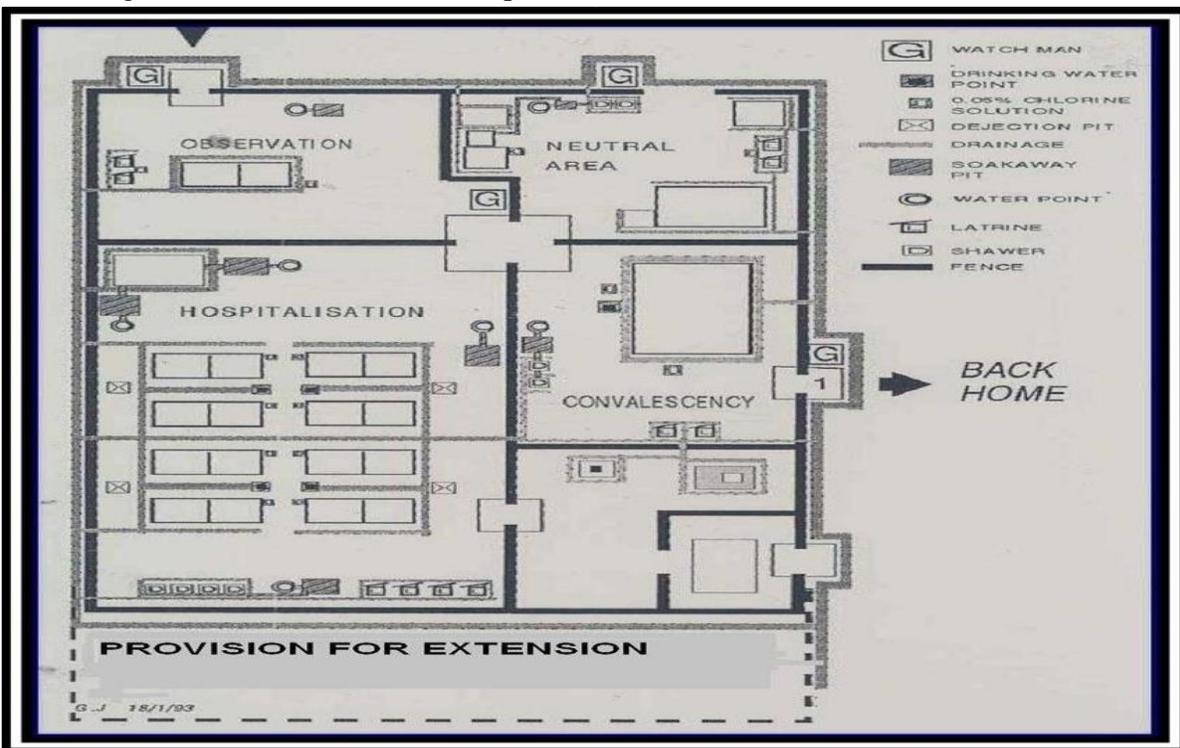 G
G
OBSERVATION
NEUTRAL
AREA
G
HOSPITALISATION
CONVALESCENCY
G
1
BACK
HOME
G WATCH MAN
DRINKING WATER
POINT
0.05% CHLORINE
SOLUTION
DEJECTION PIT
DRAINAGE
SOAKAWAY
PIT
WATER POINT
LATRINE
D SHAWER
FENCE
D D
D
D
D D D D
PROVISION FOR EXTENSION
G.J 18/1/93